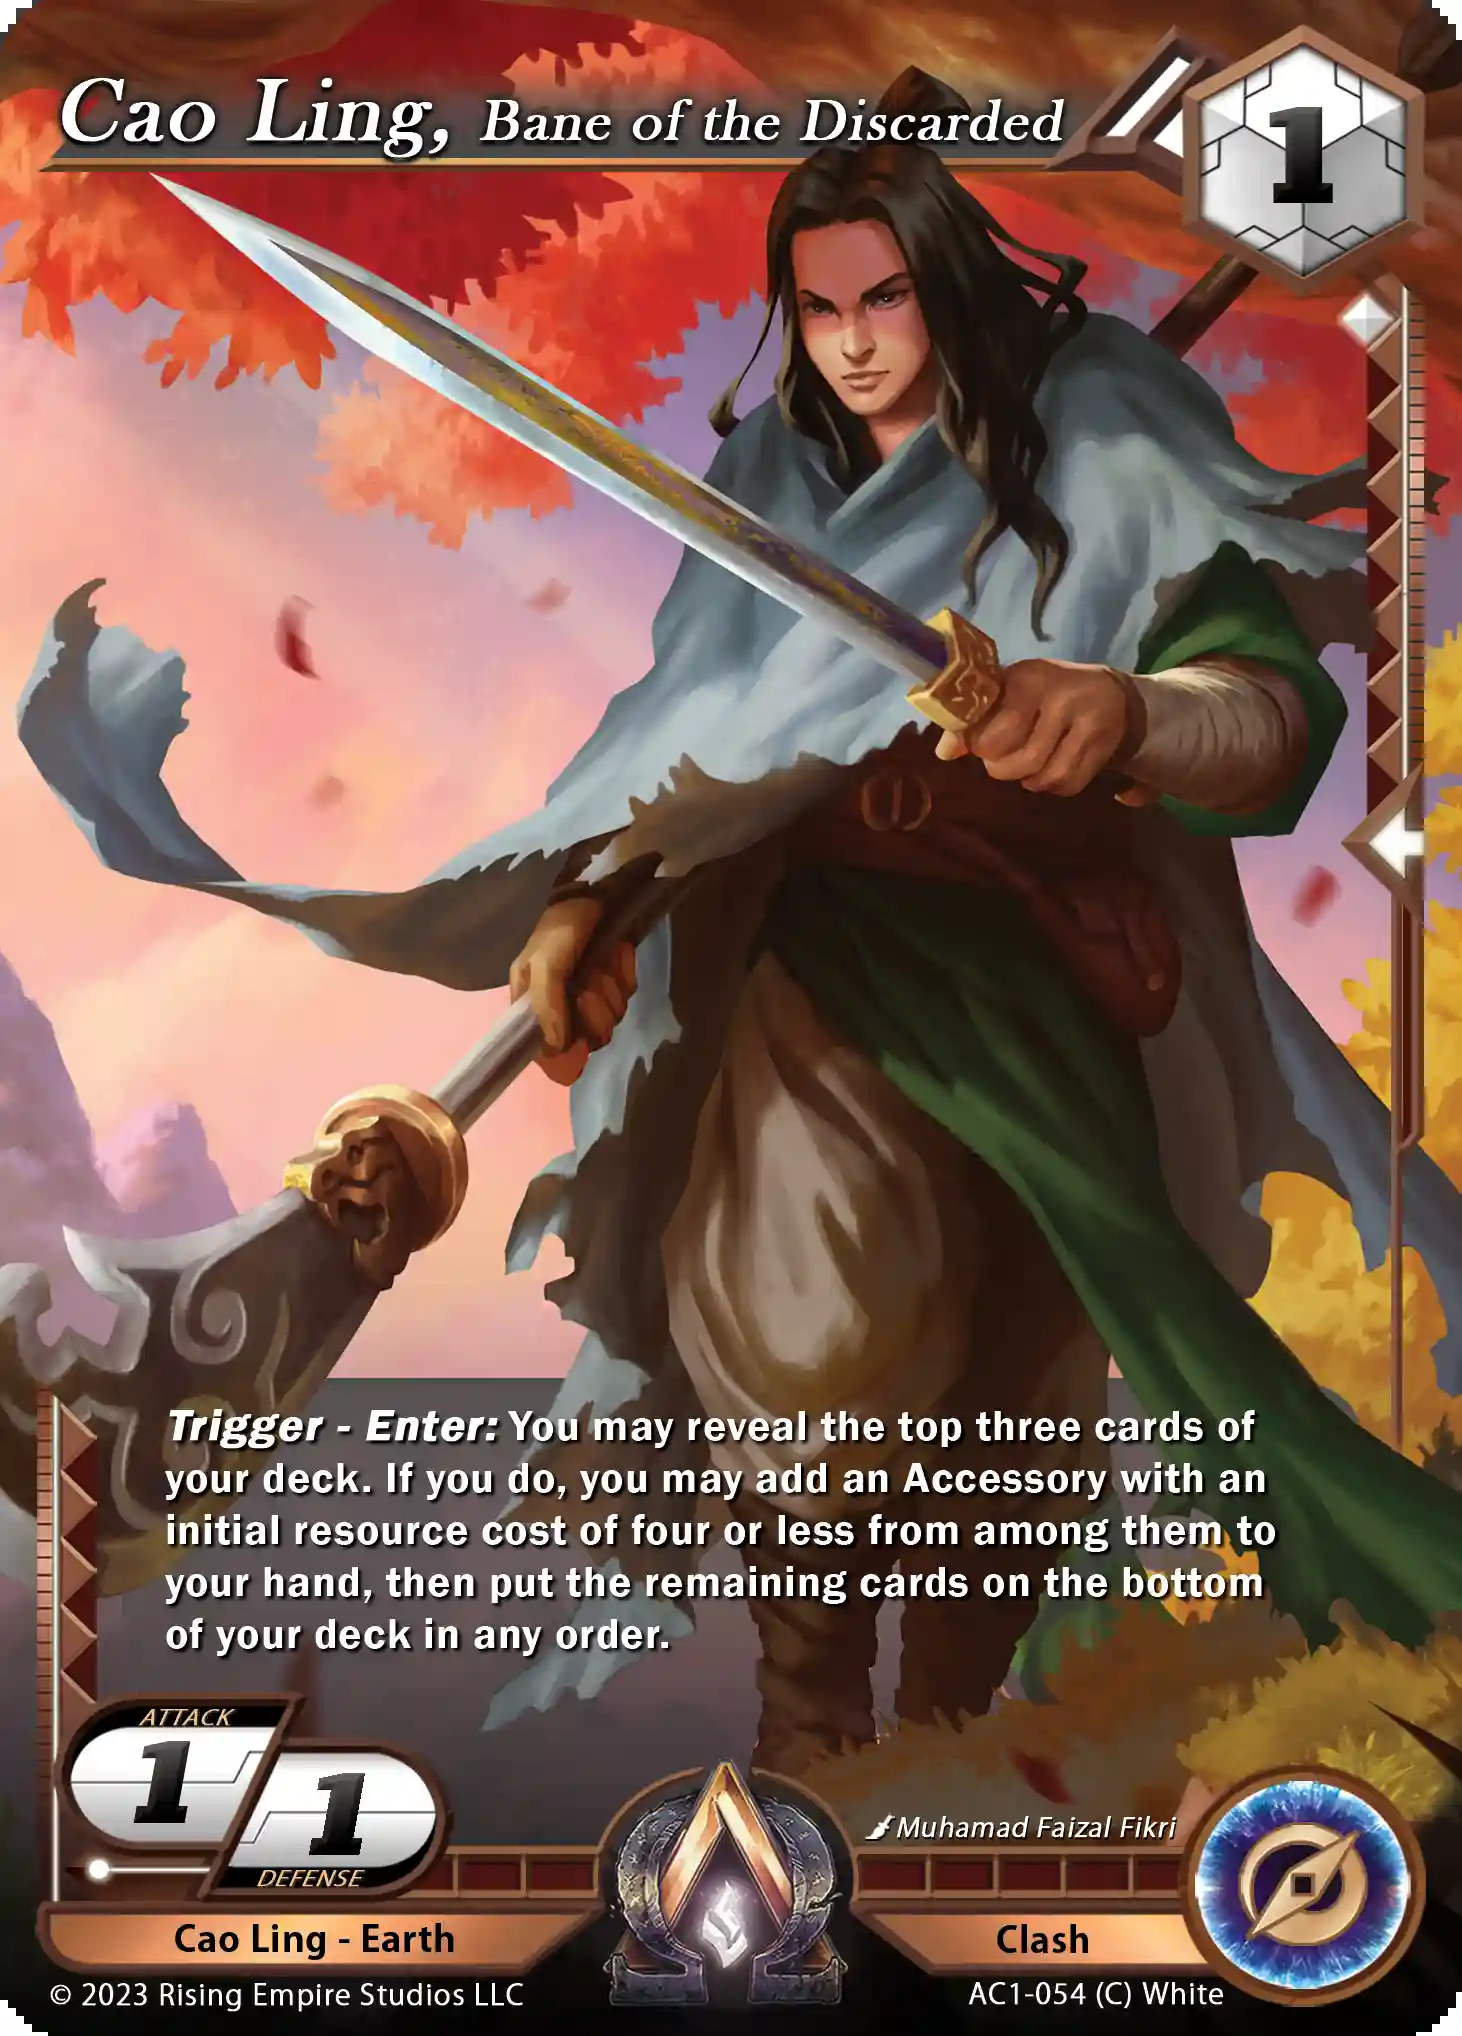 Cao Ling, Bane of the Discarded
1
Trigger - Enter: You may reveal the top three cards of
your deck. If you do, you may add an Accessory with an
initial resource cost of four or less from among them to
your hand, then put the remaining cards on the bottom
of your deck in any order.
ATTACK
1
1
DEFENSE
Muhamad Faizal Fikri
Cao Ling - Earth
Clash
© 2023 Rising Empire Studios LLC
AC1-054 (C) White